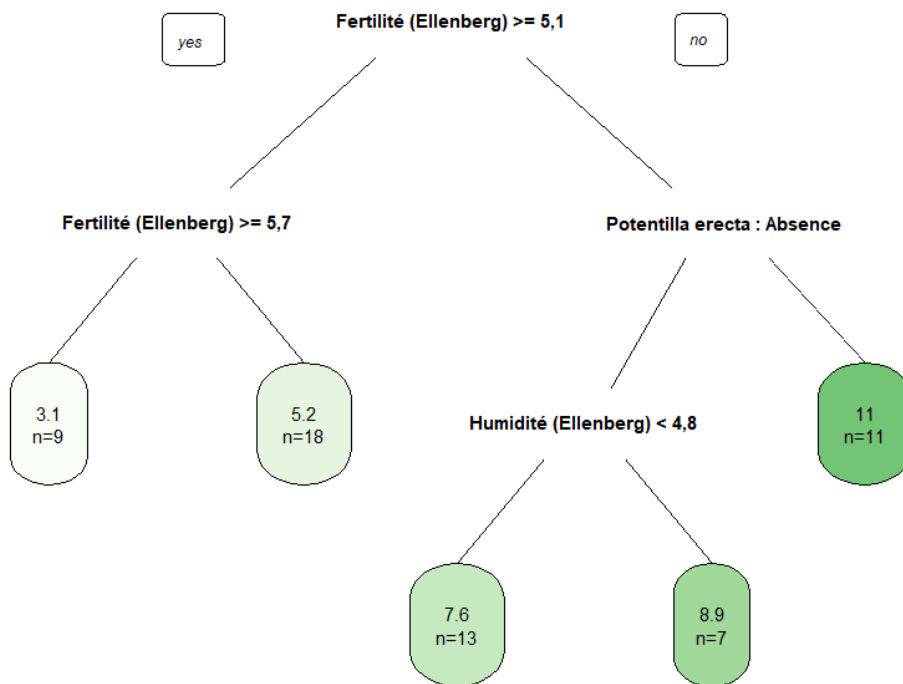 Fertilité (Ellenberg) >= 5,1
yes
no
Fertilité (Ellenberg) >= 5,7
Potentilla erecta : Absence
3.1
n=9
5.2
n=18
Humidité (Ellenberg) < 4,8
11
n=11
7.6
n=13
8.9
n=7